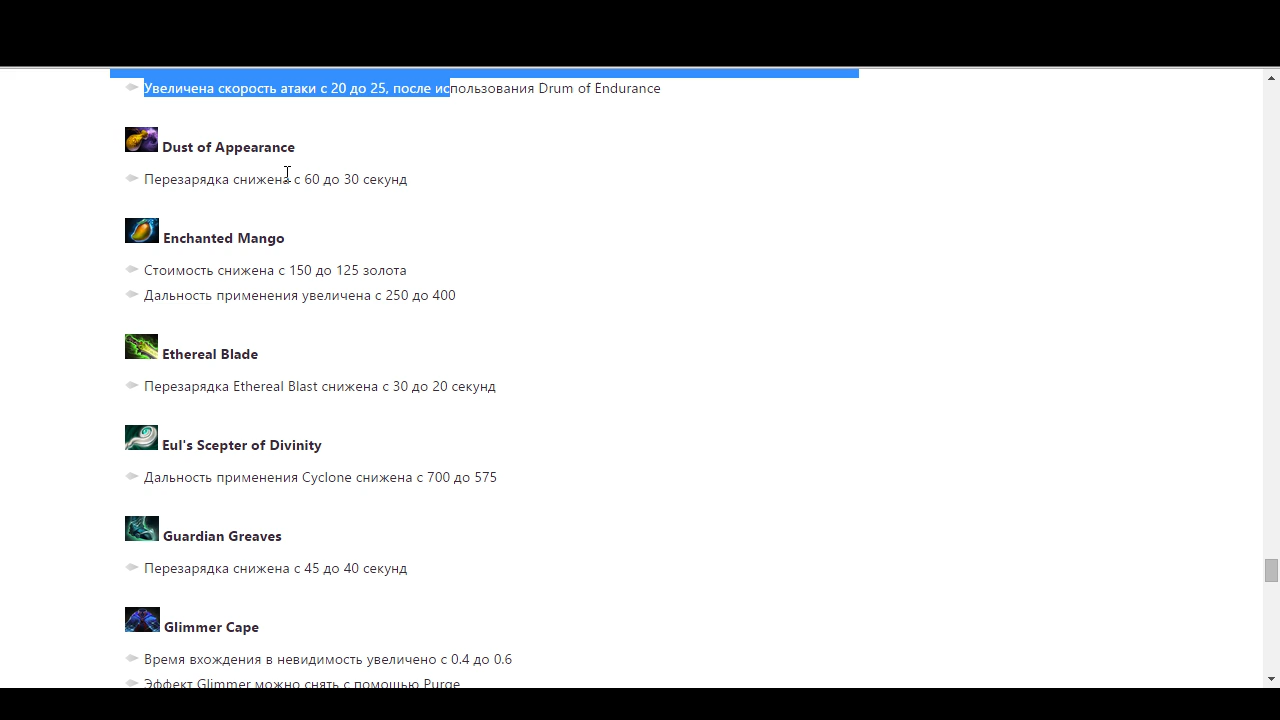 Увеличена скорость атаки с 20 до 25, после использования Drum of Endurance
Dust of Appearance
Перезарядка снижена с 60 до 30 секунд
Enchanted Mango
Стоимость снижена с 150 до 125 золота
Дальность применения увеличена с 250 до 400
Ethereal Blade
Перезарядка Ethereal Blast снижена с 30 до 20 секунд
Eul's Scepter of Divinity
Дальность применения Cyclone снижена с 700 до 575
Guardian Greaves
Перезарядка снижена с 45 до 40 секунд
Glimmer Cape
Время вхождения в невидимость увеличено с 0.4 до 0.6
Эффект Glimmer можно снять с помощью Purge